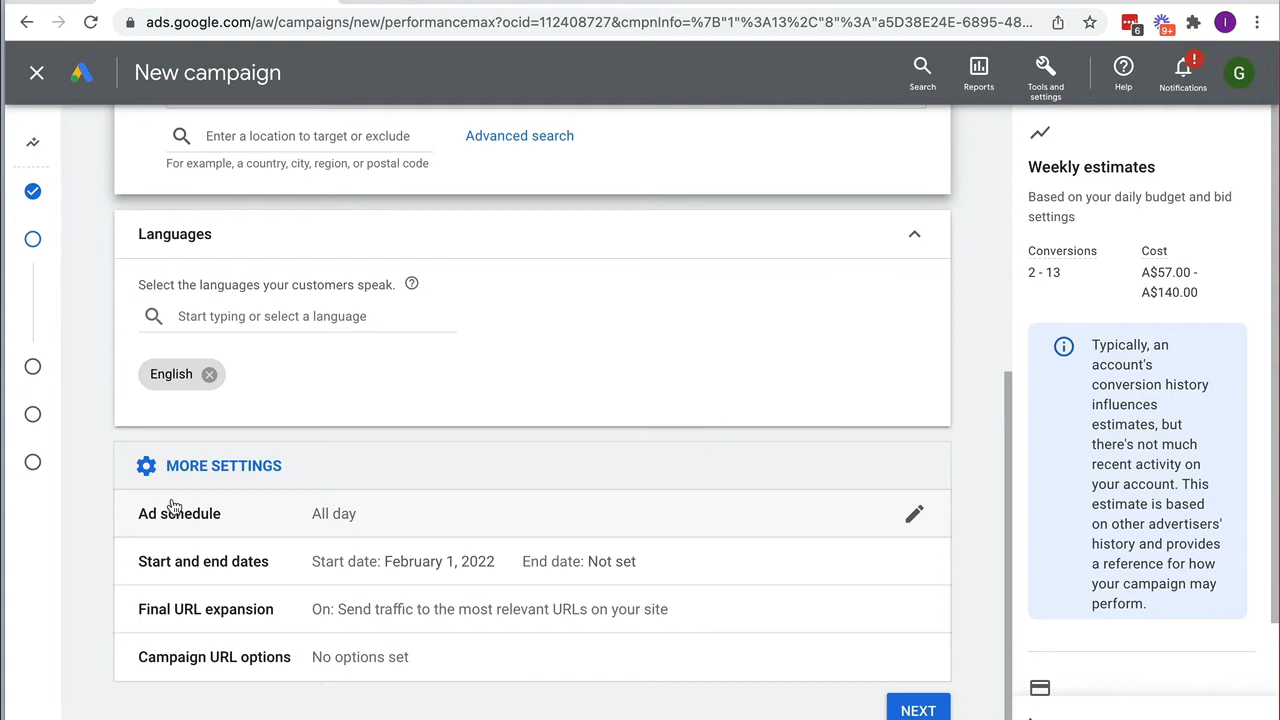 ads.google.com/aw/campaigns/new/performancemax?ocid=112408727&cmpnInfo=%7B"1"%3A13%2C"8"%3A"a5D38E24E-6895-48...
6
9+
I
New campaign
Search
Reports
Tools and
settings
Help
!
Notifications
G
Enter a location to target or exclude
Advanced search
For example, a country, city, region, or postal code
Languages
Select the languages your customers speak.
Start typing or select a language
English
MORE SETTINGS
Ad schedule All day
Start and end dates Start date: February 1, 2022 End date: Not set
Final URL expansion On: Send traffic to the most relevant URLs on your site
Campaign URL options No options set
NEXT
Weekly estimates
Based on your daily budget and bid
settings
Conversions Cost
2 - 13 A$57.00 -
A$140.00
Typically, an
account's
conversion history
influences
estimates, but
there's not much
recent activity on
your account. This
estimate is based
on other advertisers'
history and provides
a reference for how
your campaign may
perform.